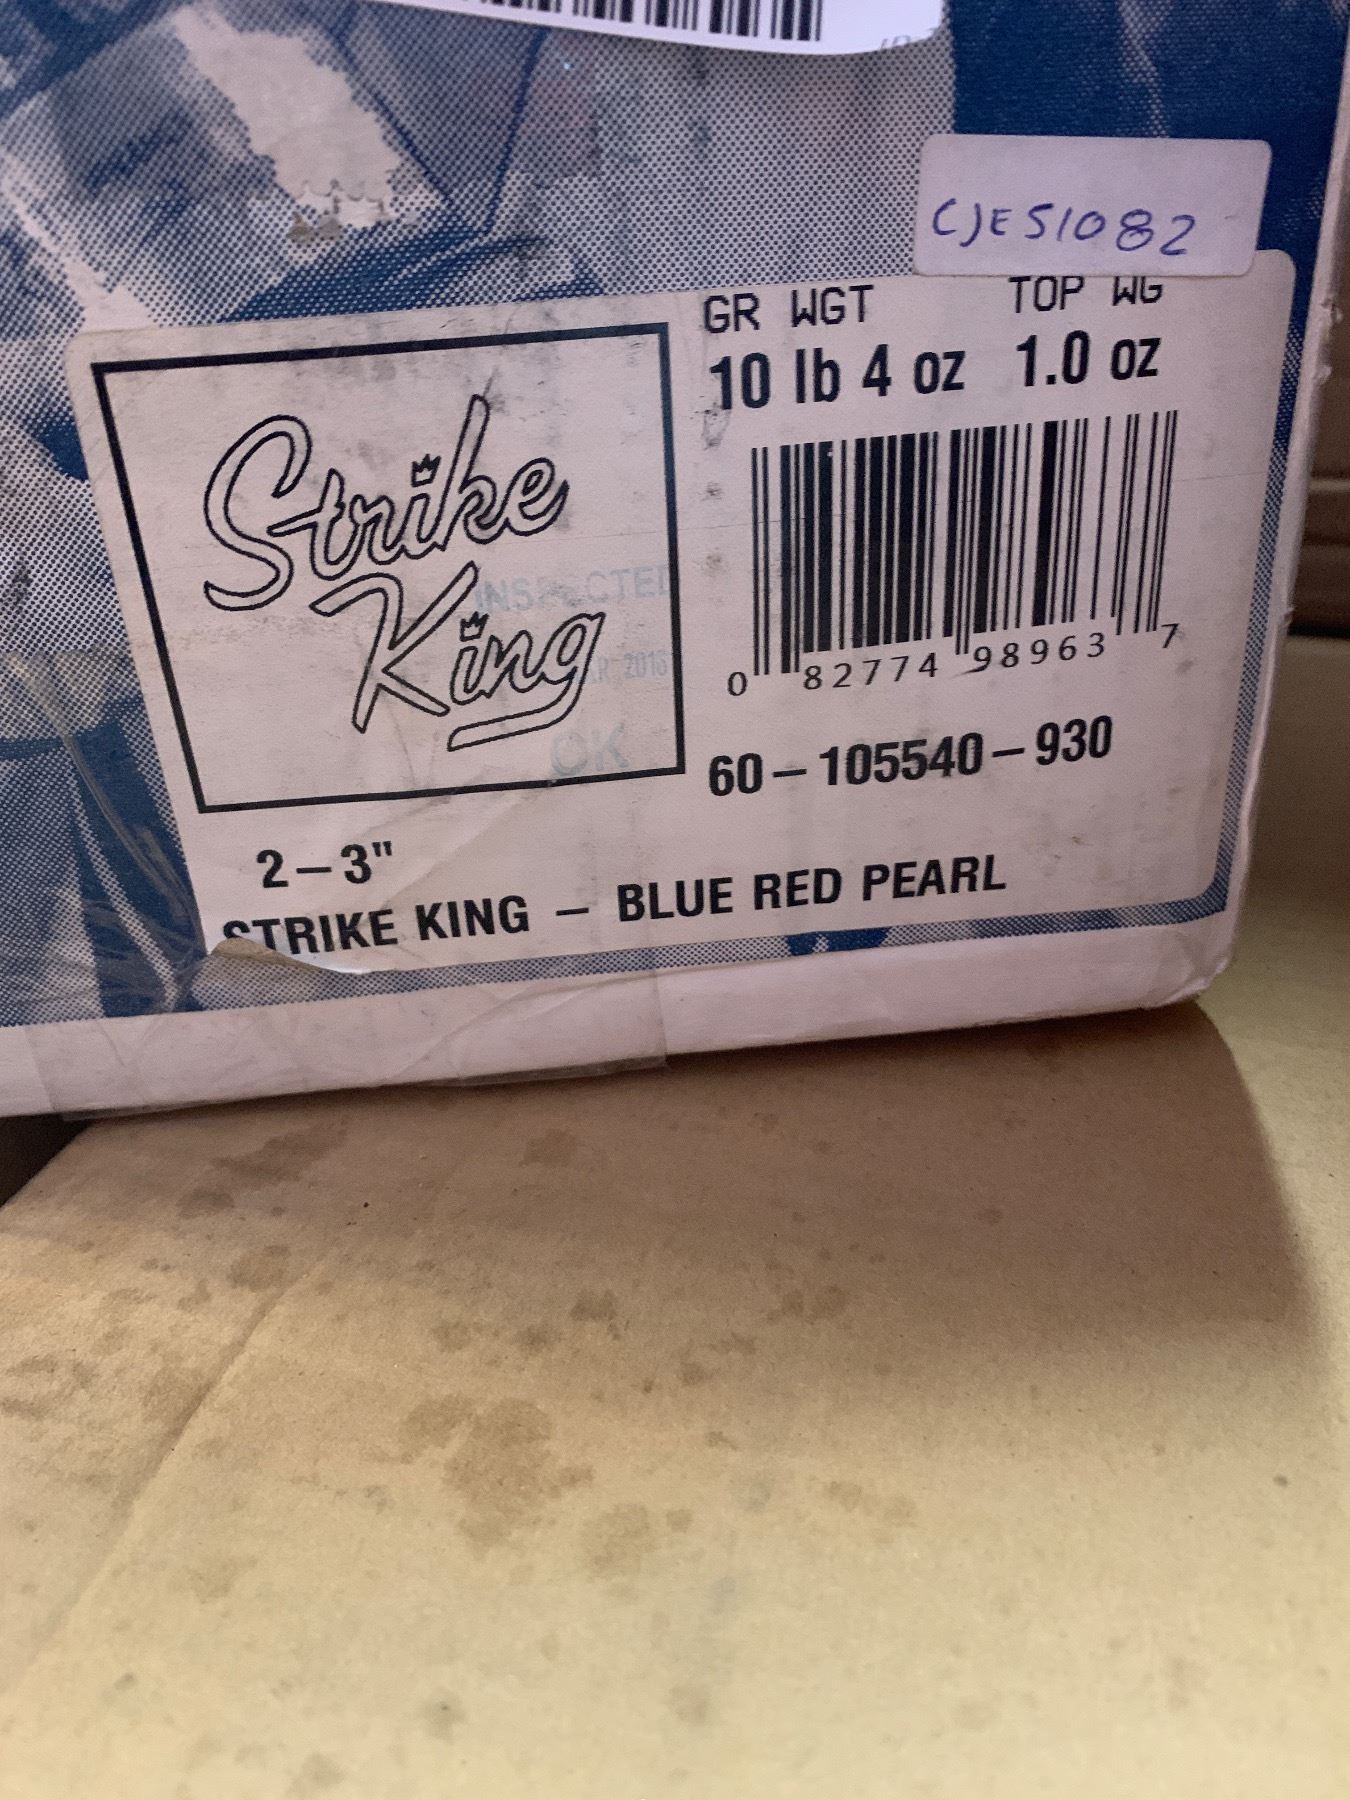 CJE51082
GR WGT TOP WG
10 lb 4 oz 1.0 oz
Strike
King
INSPECTED
2016
OK
0 82774 98963 7
60-105540-930
2-3"
STRIKE KING - BLUE RED PEARL